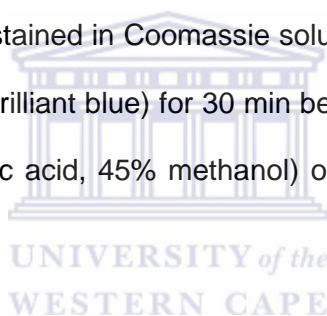 stained in Coomassie solu
rilliant blue) for 30 min be
c acid, 45% methanol) o
UNIVERSITY of the
WESTERN CAPE